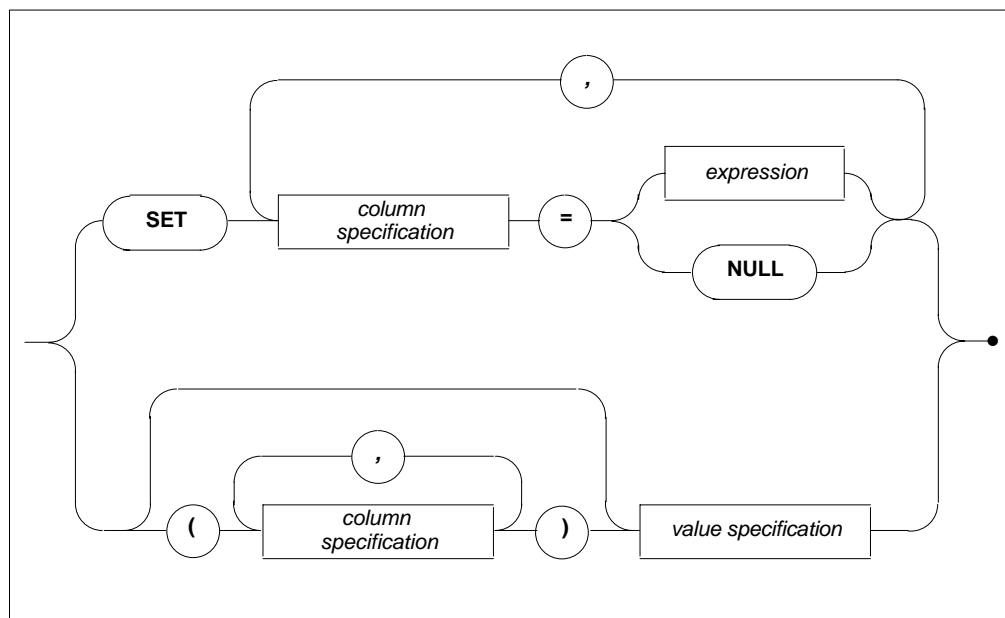 ,
expression
SET
column
specification
=
NULL
,
(
column
specification
)
value specification